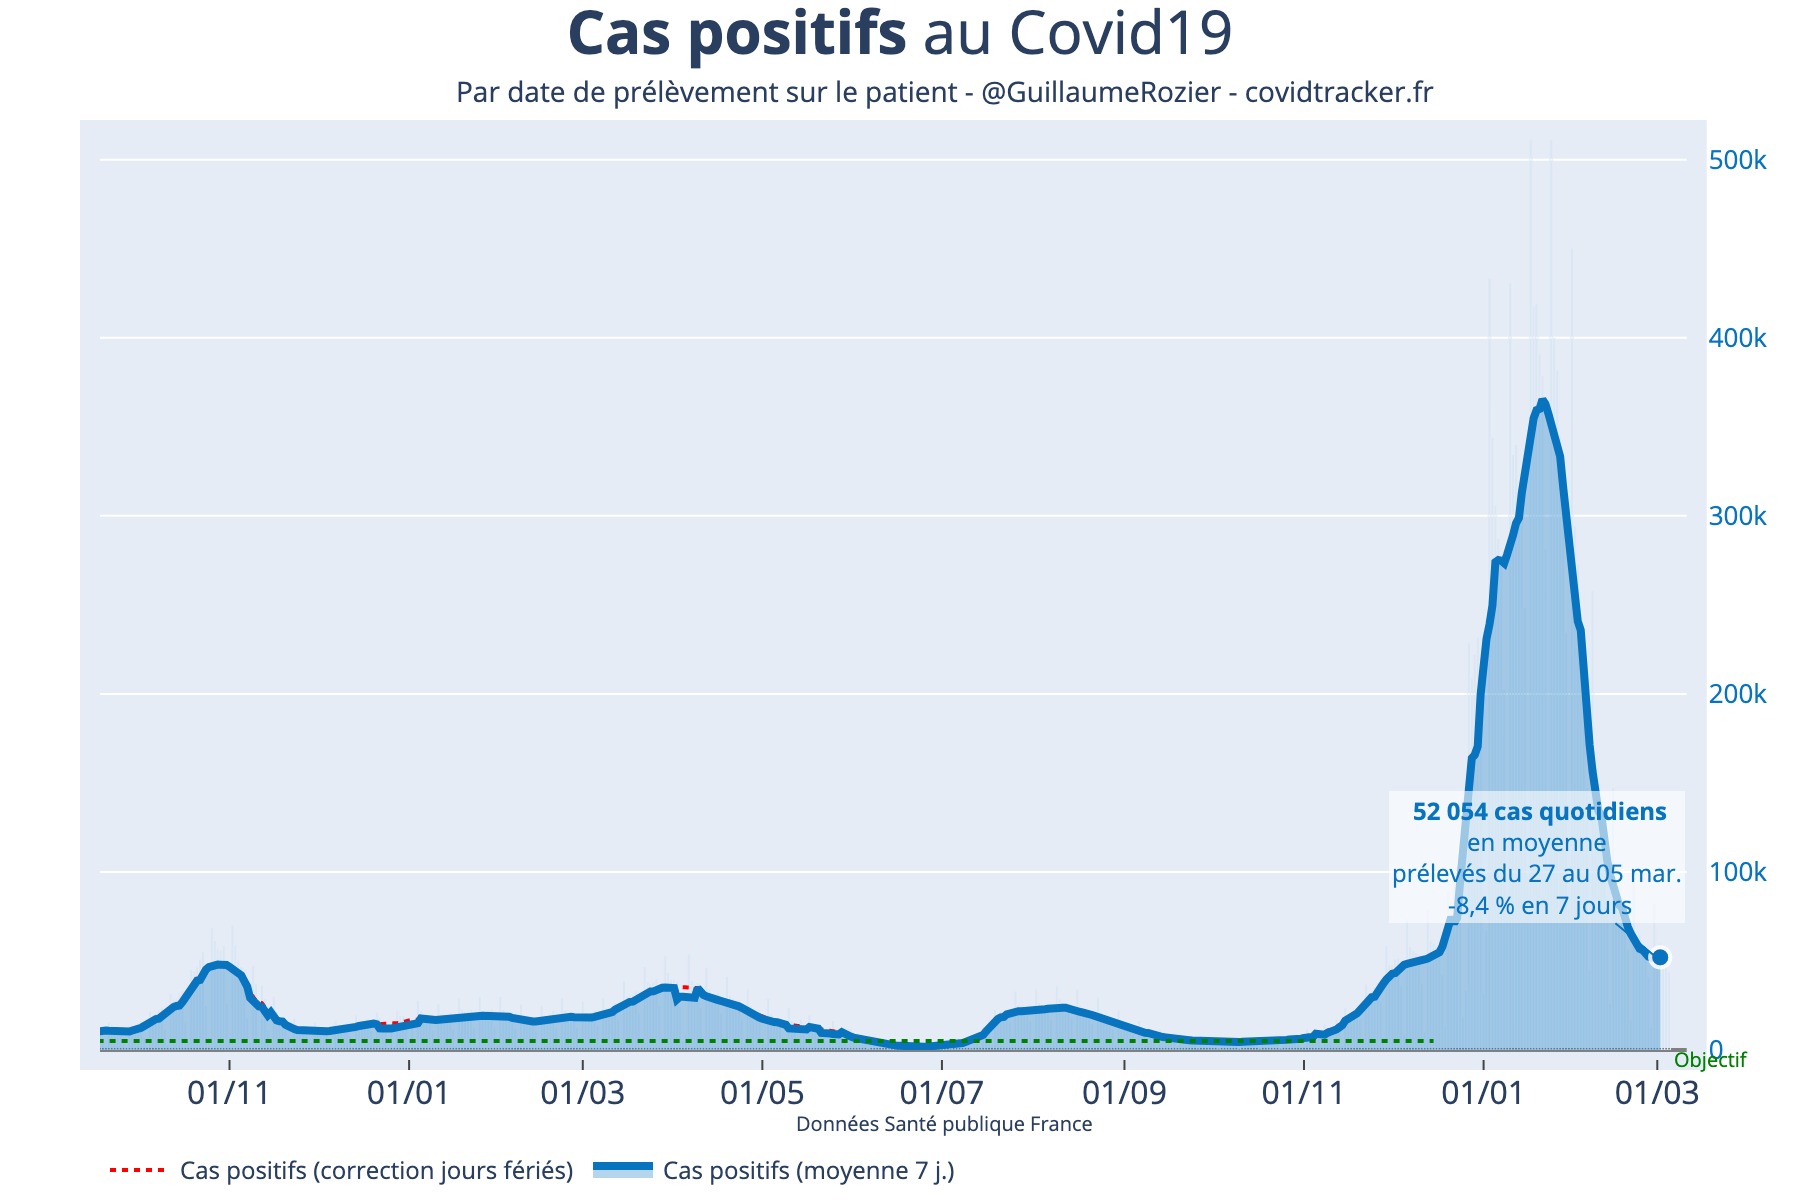 Cas positifs au Covid19
Par date de prélèvement sur le patient - @GuillaumeRozier - covidtracker.fr
500k
400k
300k
200k
100k
0
52 054 cas quotidiens
en moyenne
prélevés du 27 au 05 mar.
-8,4 % en 7 jours
Objectif
01/11
01/01
01/03
01/05
01/07
01/09
01/11
01/01
01/03
Données Santé publique France
Cas positifs (correction jours fériés)
Cas positifs (moyenne 7 j.)